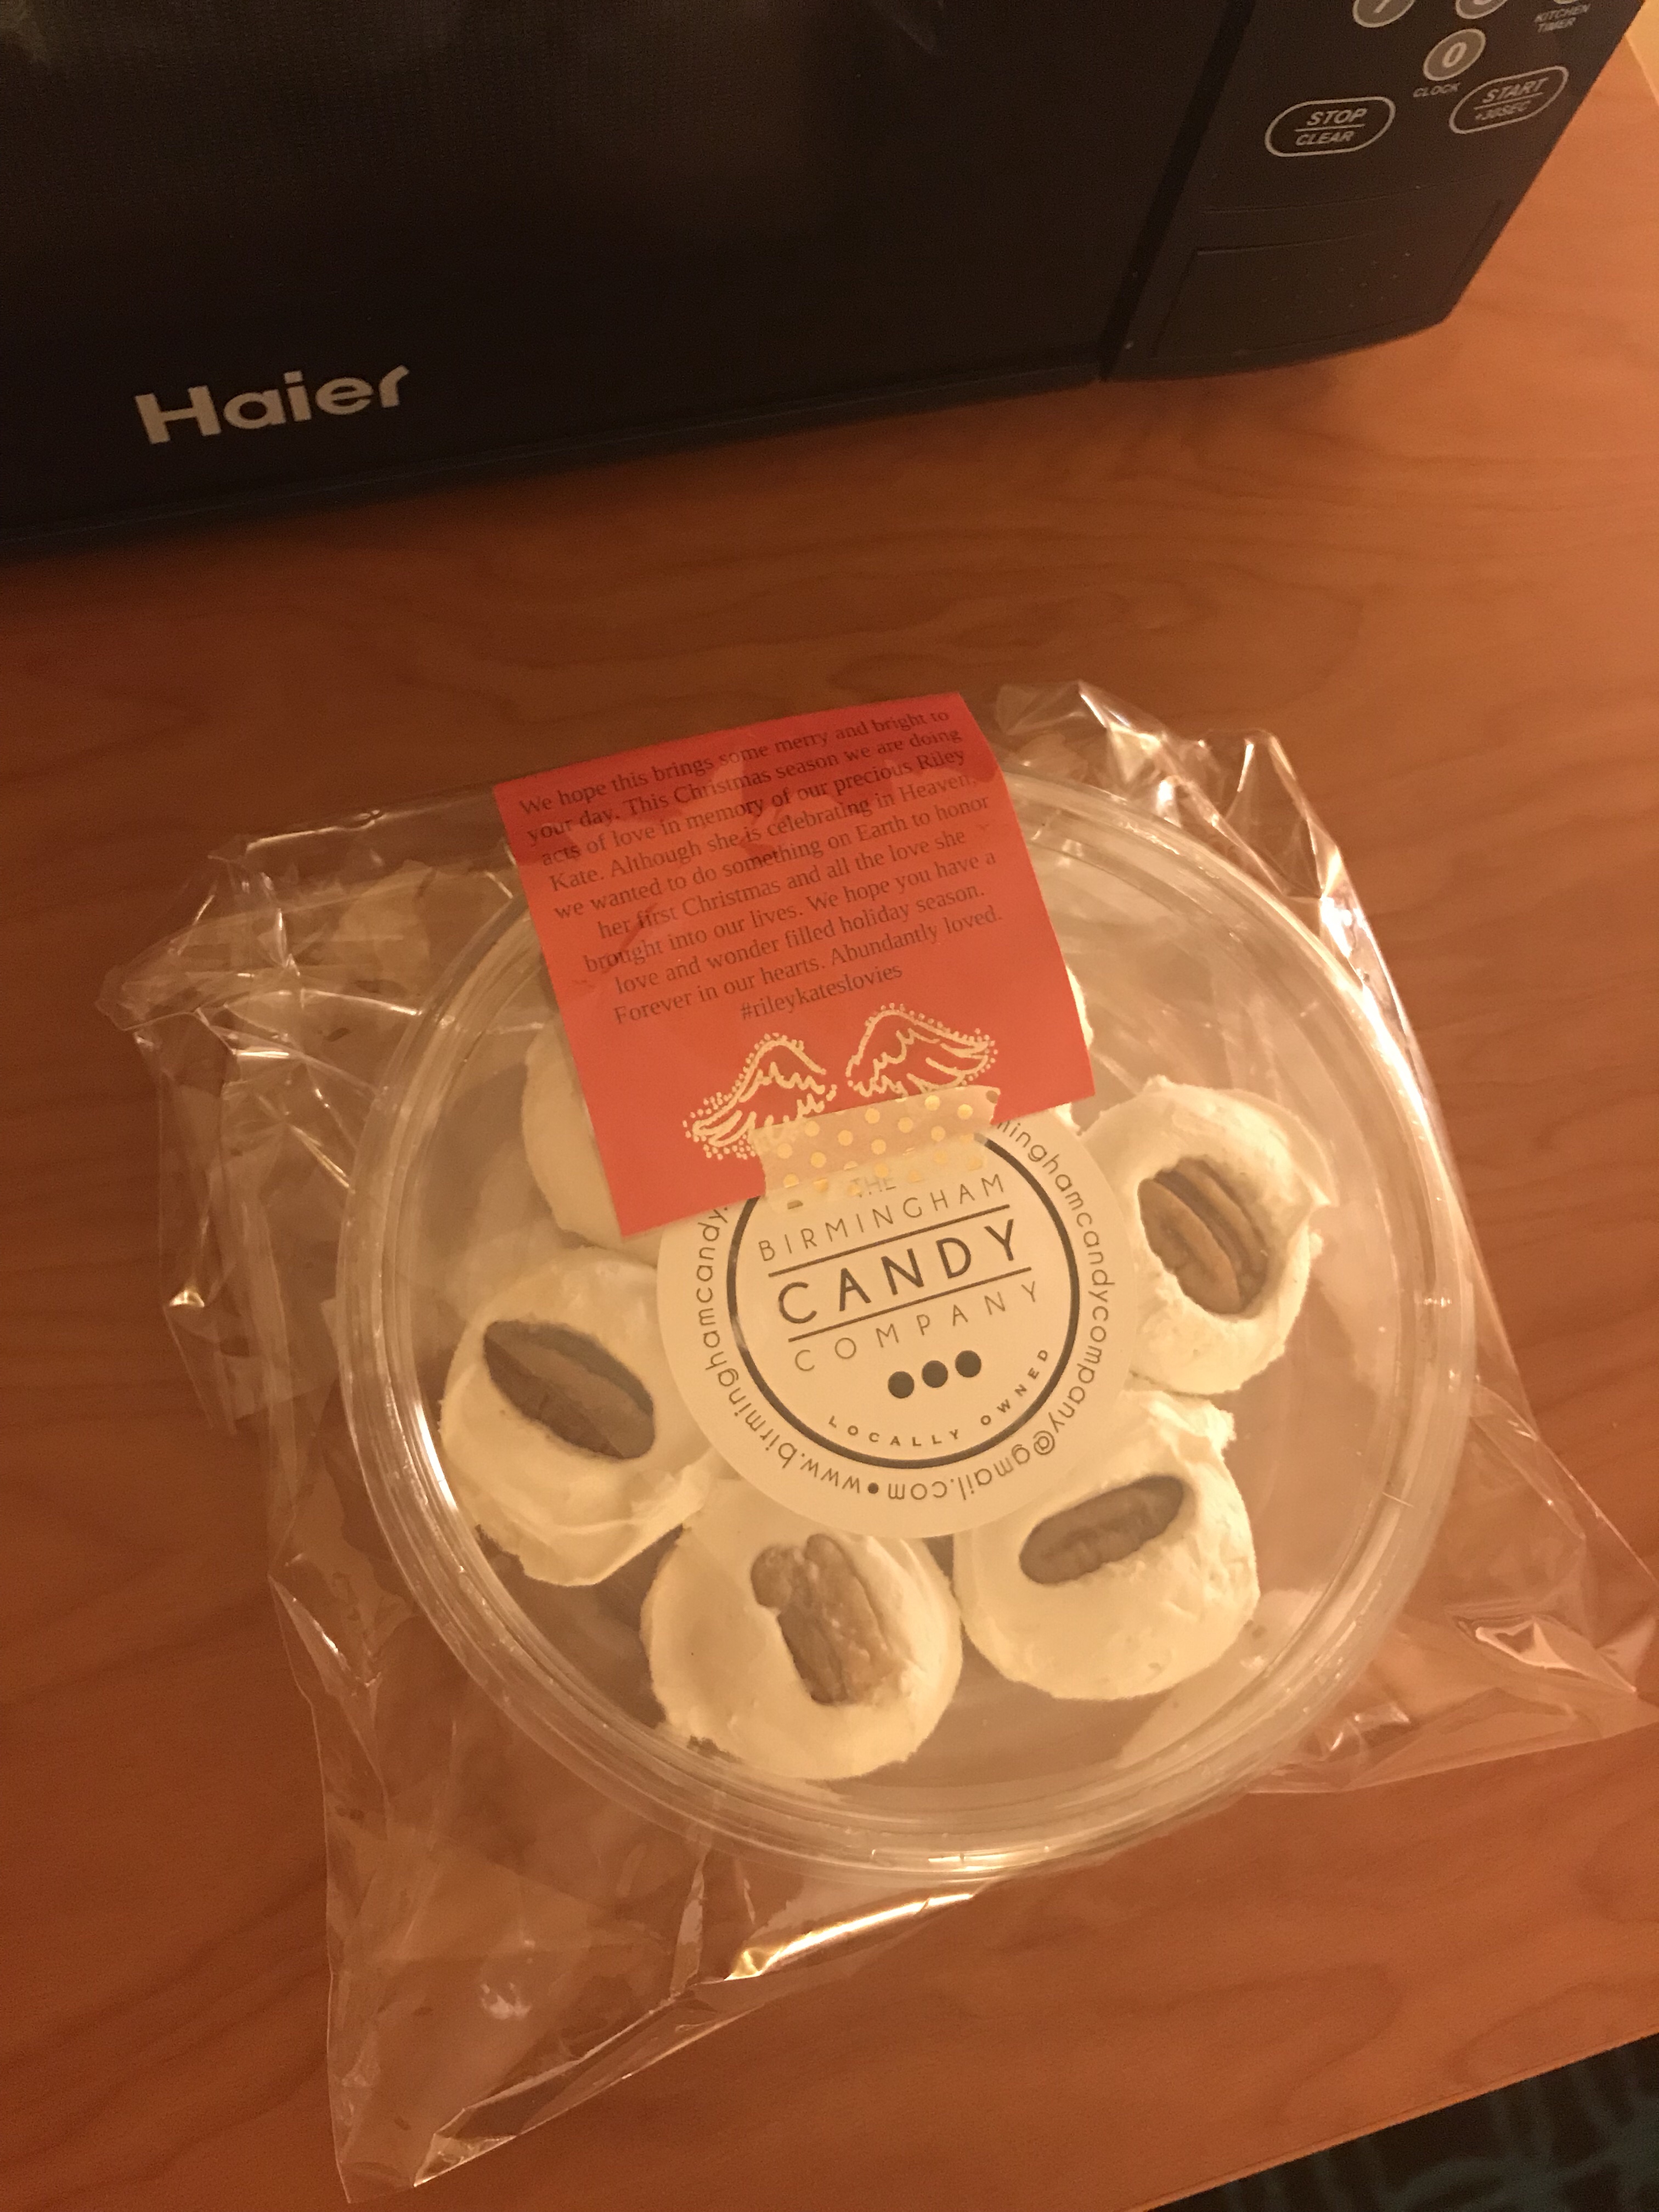 0
KITCHEN
TIMER
CLOCK
STOP
CLEAR
START
+30SEC
Haier
We hope this brings some merry and bright to
your day. This Christmas season we are doing
acts of love in memory of our precious Riley
Kate. Although she is celebrating in Heaven,
we wanted to do something on Earth to honor
her first Christmas and all the love she
brought into our lives. We hope you have a
love and wonder filled holiday season.
Forever in our hearts. Abundantly loved.
#rileykateslovies
THE
BIRMINGHAM
CANDY
COMPANY
LOCALLY OWNED
minghamcandycompany@gmail.com•www.birminghamcandy.